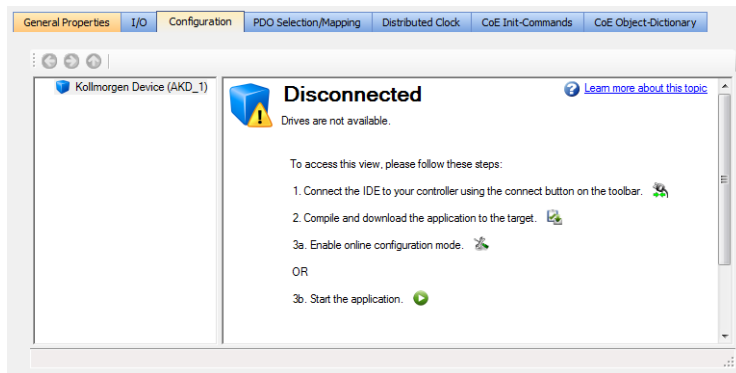 General Properties I/O Configuration PDO Selection/Mapping Distributed Clock CoE Init-Commands CoE Object-Dictionary
Kollmorgen Device (AKD_1)
Disconnected
Learn more about this topic
Drives are not available.
To access this view, please follow these steps:
1. Connect the IDE to your controller using the connect button on the toolbar.
2. Compile and download the application to the target.
3a. Enable online configuration mode.
OR
3b. Start the application.